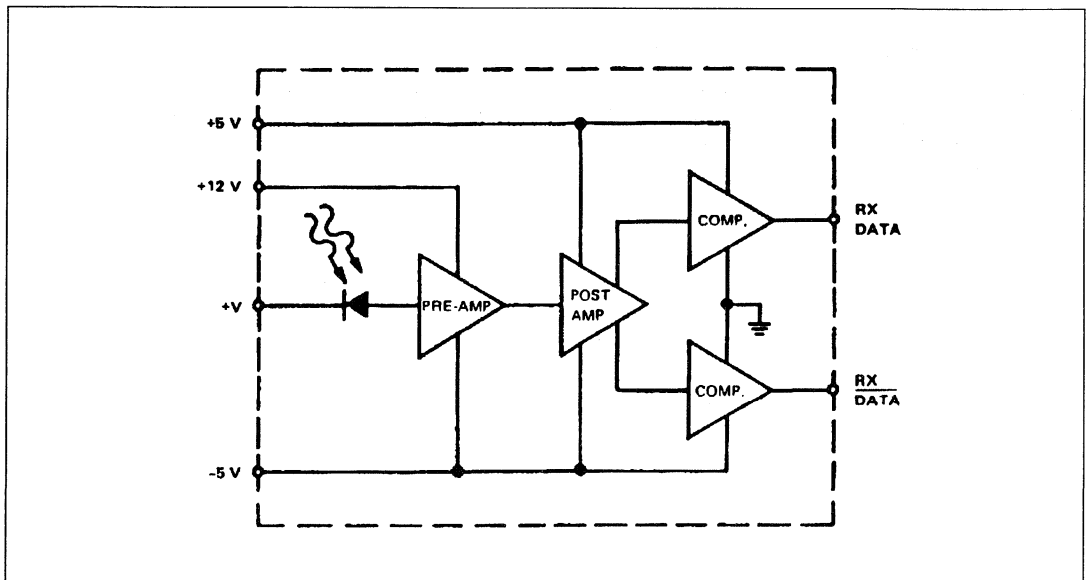 +5 V
+12 V
+V
-5 V
PRE-AMP
POST
AMP
COMP.
COMP.
RX
DATA
RX
DATA